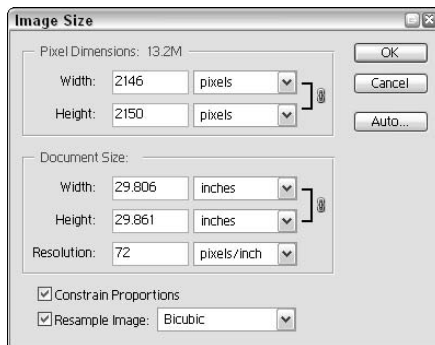 Image Size
Pixel Dimensions: 13.2M
Width: 2146 pixels
Height: 2150 pixels
Document Size:
Width: 29.806 inches
Height: 29.861 inches
Resolution: 72 pixels/inch
Constrain Proportions
Resample Image: Bicubic
OK
Cancel
Auto...